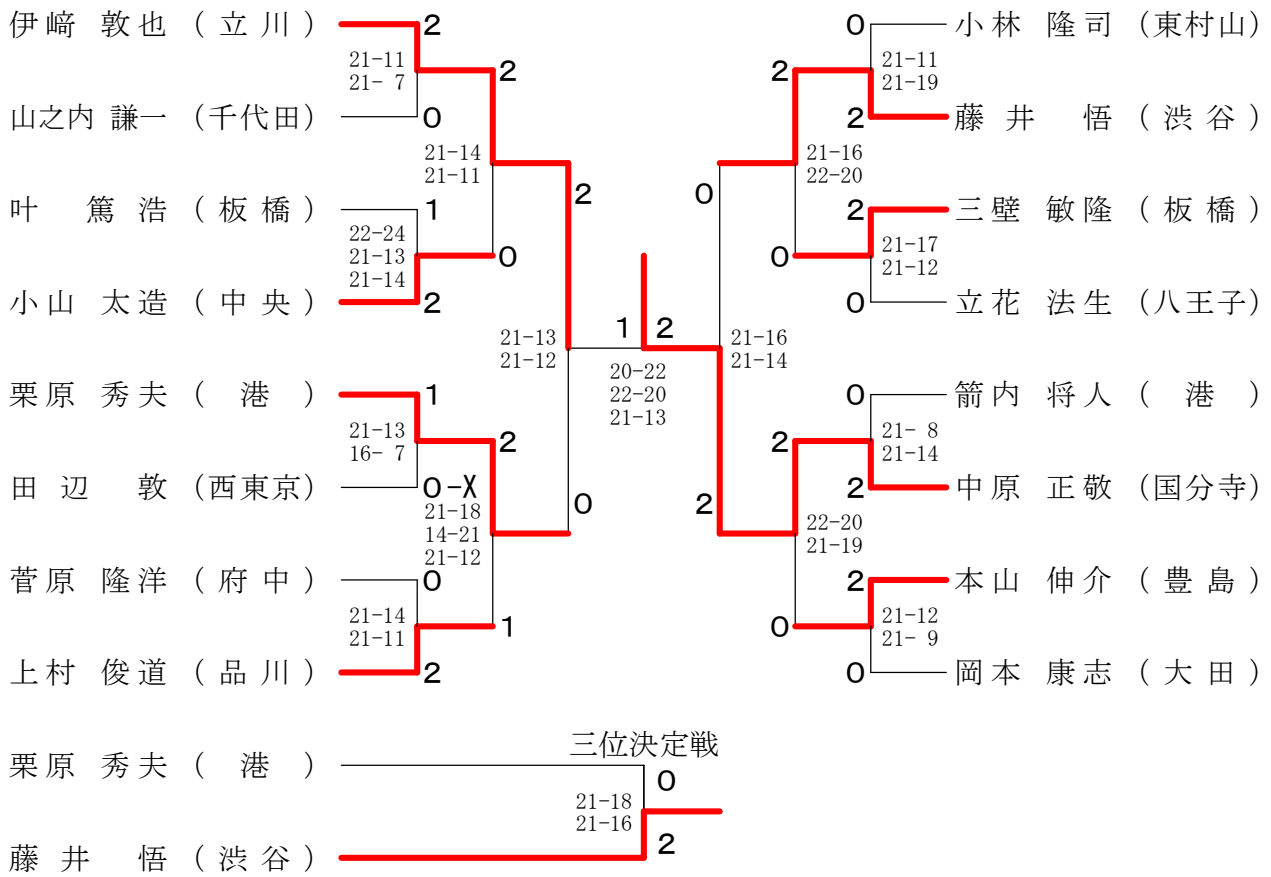 伊﨑 敦也 (立川) 2
21-11
21- 7
2
山之内 謙一 (千代田) 0
21-14
21-11
2
叶 篤浩 (板橋) 1
22-24
21-13
21-14
0
小山 太造 (中央) 2
21-13
21-12
1
栗原 秀夫 (港) 1
21-13
16- 7
2
田辺 敦 (西東京) 0-X
21-18
14-21
21-12
0
菅原 隆洋 (府中) 0
21-14
21-11
1
上村 俊道 (品川) 2
2
20-22
22-20
21-13
0 小林 隆司 (東村山)
2
21-11
21-19
2 藤井 悟 (渋谷)
0
21-16
22-20
2 三壁 敏隆 (板橋)
0
21-17
21-12
0 立花 法生 (八王子)
21-16
21-14
0 箭内 将人 (港)
2
21- 8
21-14
2 中原 正敬 (国分寺)
2
22-20
21-19
2 本山 伸介 (豊島)
0
21-12
21- 9
0 岡本 康志 (大田)
三位決定戦
栗原 秀夫 (港)
0
21-18
21-16
藤井 悟 (渋谷)
2